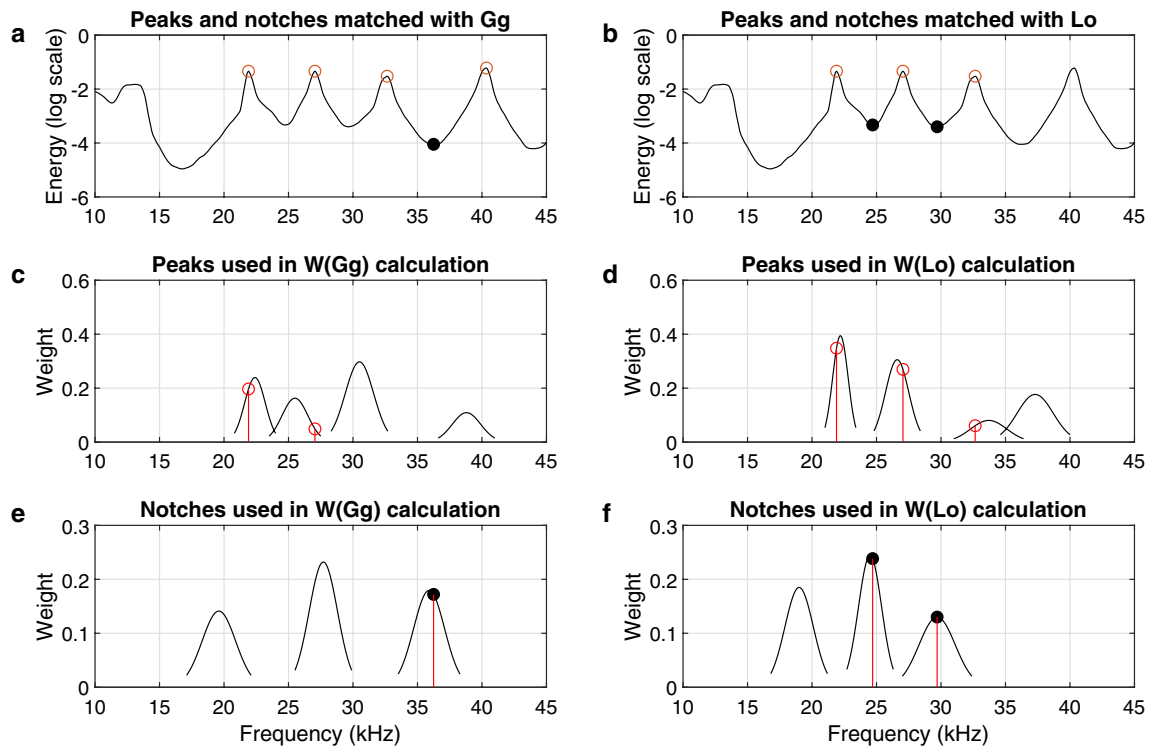 a
Peaks and notches matched with Gg
Energy (log scale)
0
-2
-4
-6
10 15 20 25 30 35 40 45
b
Peaks and notches matched with Lo
Energy (log scale)
0
-2
-4
-6
10 15 20 25 30 35 40 45
c
Peaks used in W(Gg) calculation
Weight
0.6
0.4
0.2
0
10 15 20 25 30 35 40 45
d
Peaks used in W(Lo) calculation
Weight
0.6
0.4
0.2
0
10 15 20 25 30 35 40 45
e
Notches used in W(Gg) calculation
Weight
0.3
0.2
0.1
0
10 15 20 25 30 35 40 45
Frequency (kHz)
f
Notches used in W(Lo) calculation
Weight
0.3
0.2
0.1
0
10 15 20 25 30 35 40 45
Frequency (kHz)